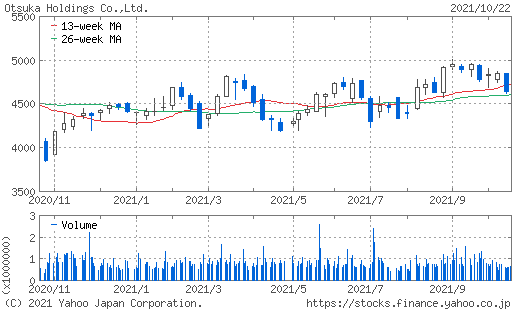 Otsuka Holdings Co.,Ltd. 2021/10/22
13-week MA
26-week MA
5500
5000
4500
4000
3500
2020/11 2021/1 2021/3 2021/5 2021/7 2021/9
Volume
3
2
1
0
(x1000000)
2020/11 2021/1 2021/3 2021/5 2021/7 2021/9
(C) 2021 Yahoo Japan Corporation. https://stocks.finance.yahoo.co.jp/